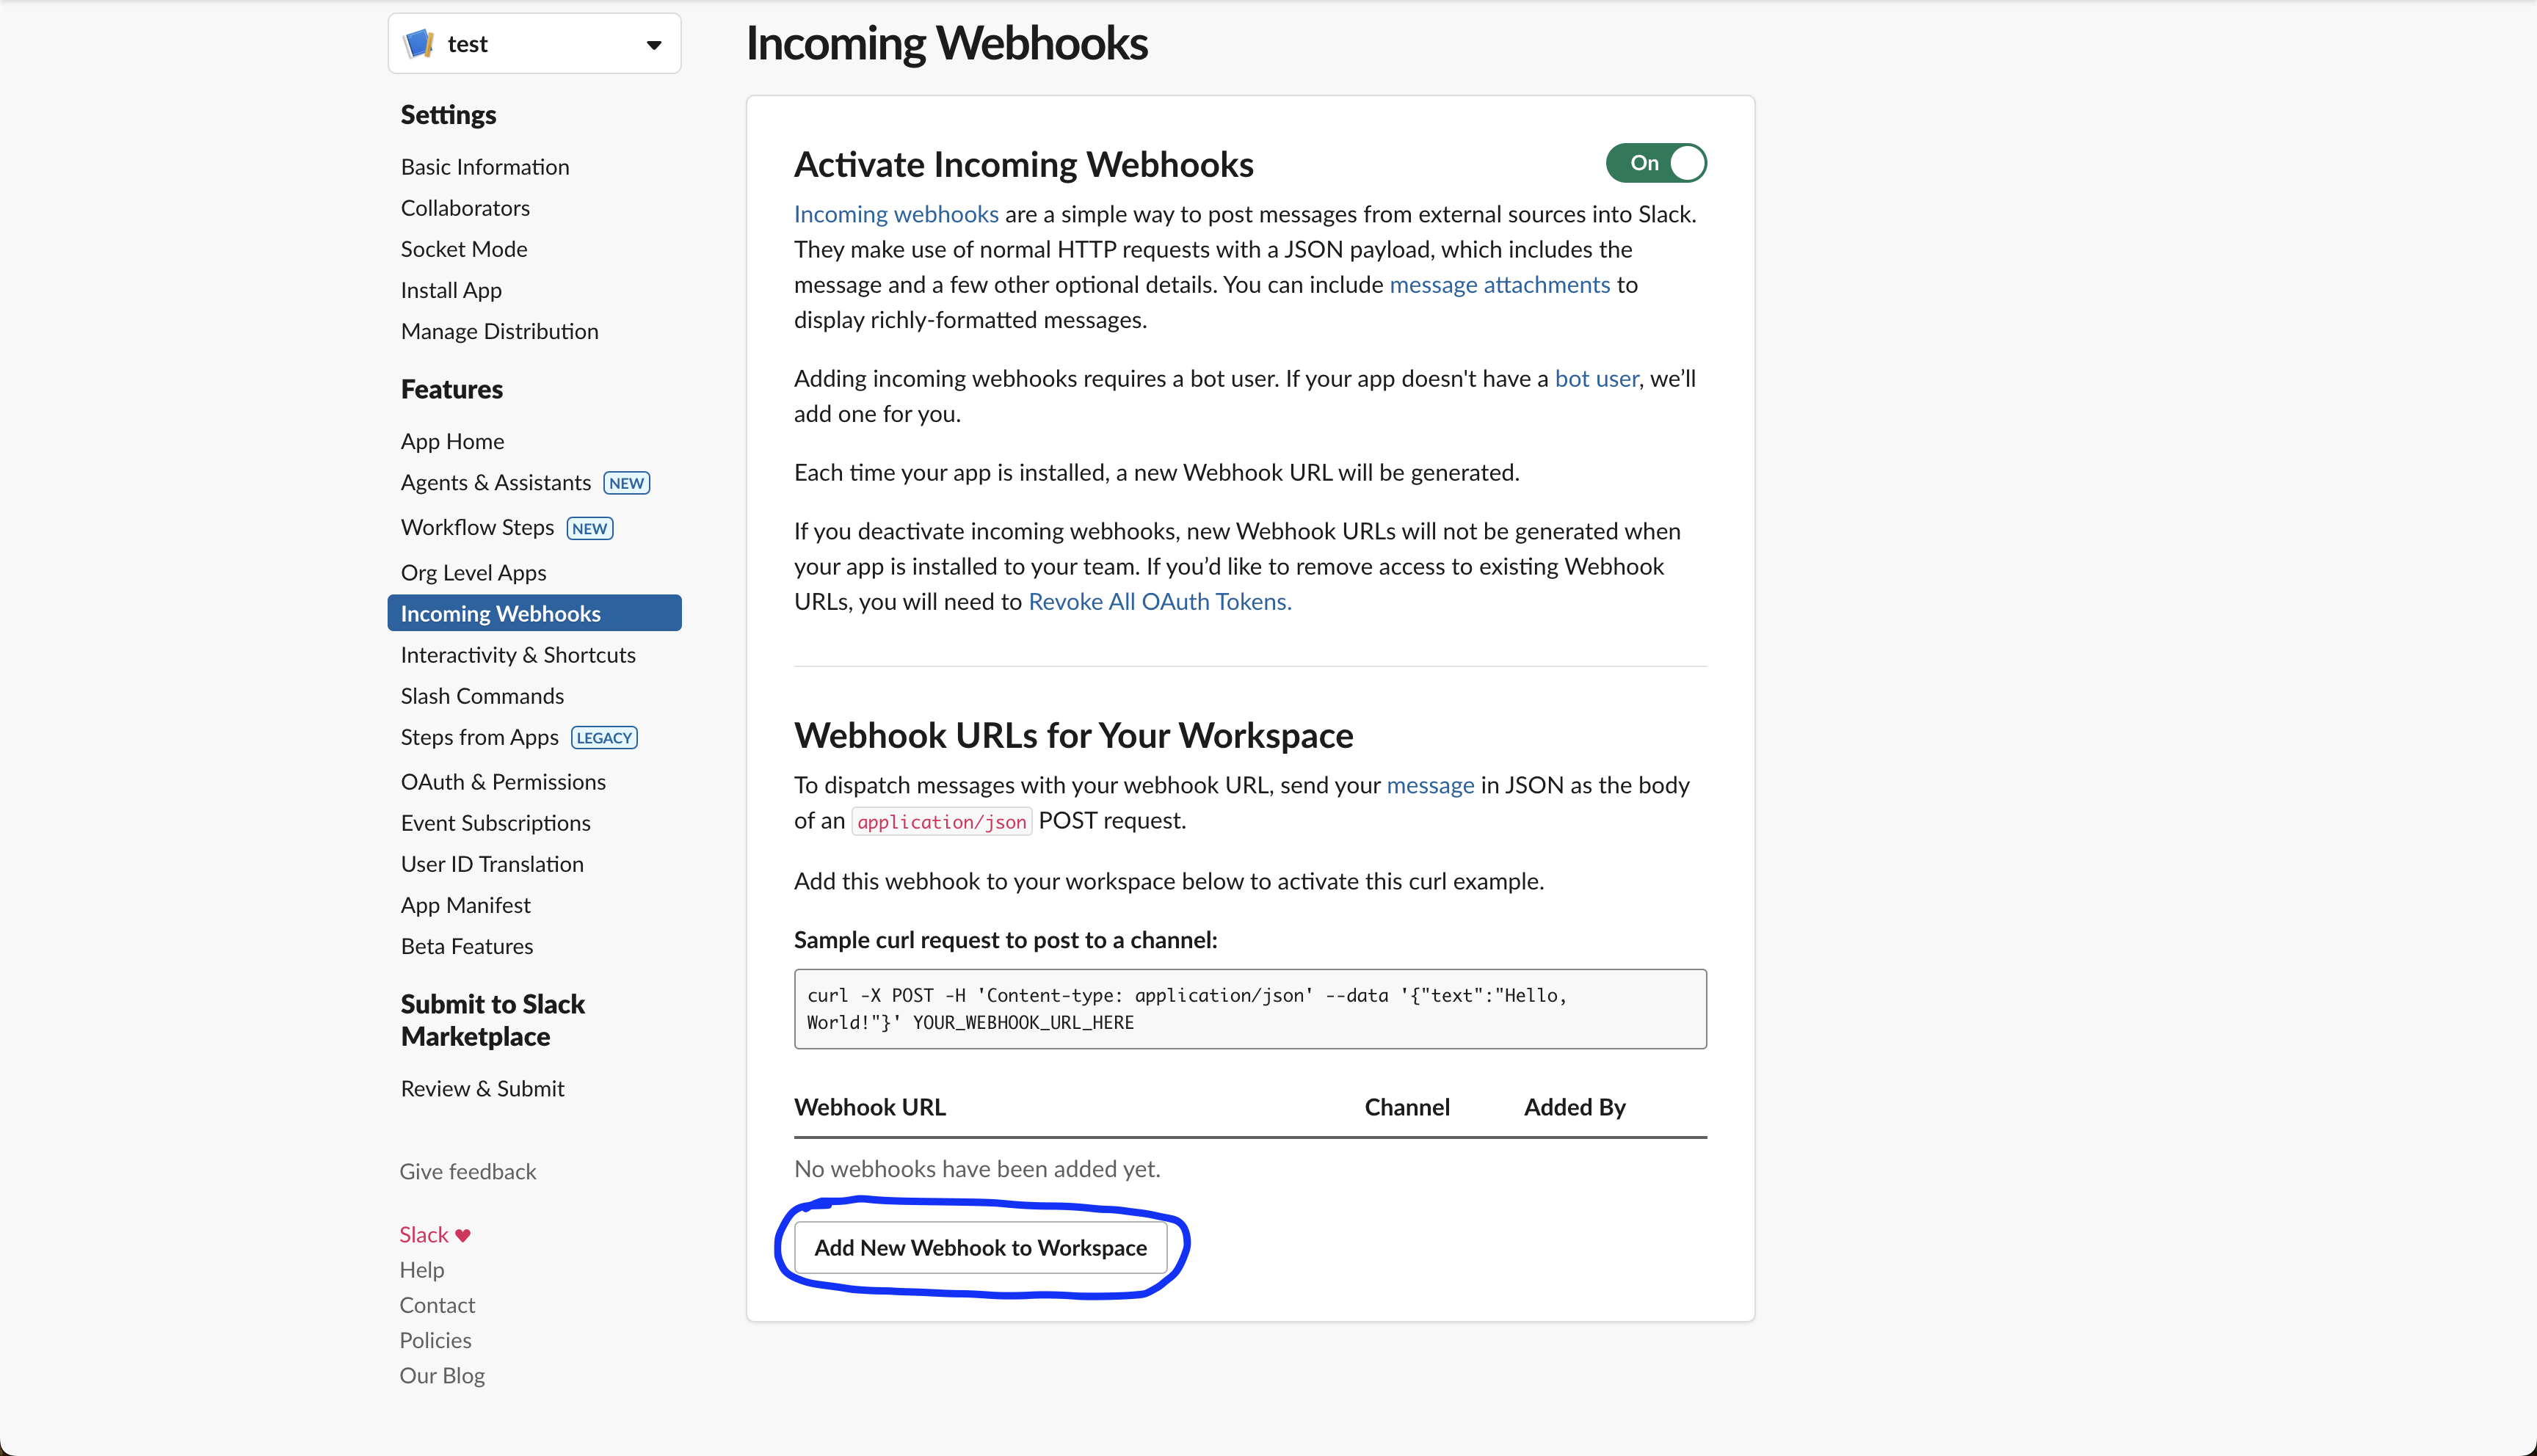 test
Settings
Basic Information
Collaborators
Socket Mode
Install App
Manage Distribution
Features
App Home
Agents & Assistants NEW
Workflow Steps NEW
Org Level Apps
Incoming Webhooks
Interactivity & Shortcuts
Slash Commands
Steps from Apps LEGACY
OAuth & Permissions
Event Subscriptions
User ID Translation
App Manifest
Beta Features
Submit to Slack
Marketplace
Review & Submit
Give feedback
Slack ♥
Help
Contact
Policies
Our Blog
Incoming Webhooks
Activate Incoming Webhooks
On
Incoming webhooks are a simple way to post messages from external sources into Slack.
They make use of normal HTTP requests with a JSON payload, which includes the
message and a few other optional details. You can include message attachments to
display richly-formatted messages.
Adding incoming webhooks requires a bot user. If your app doesn't have a bot user, we’ll
add one for you.
Each time your app is installed, a new Webhook URL will be generated.
If you deactivate incoming webhooks, new Webhook URLs will not be generated when
your app is installed to your team. If you’d like to remove access to existing Webhook
URLs, you will need to Revoke All OAuth Tokens.
Webhook URLs for Your Workspace
To dispatch messages with your webhook URL, send your message in JSON as the body
of an application/json POST request.
Add this webhook to your workspace below to activate this curl example.
Sample curl request to post to a channel:
curl -X POST -H 'Content-type: application/json' --data '{"text":"Hello,
World!"}' YOUR_WEBHOOK_URL_HERE
Webhook URL Channel Added By
No webhooks have been added yet.
Add New Webhook to Workspace